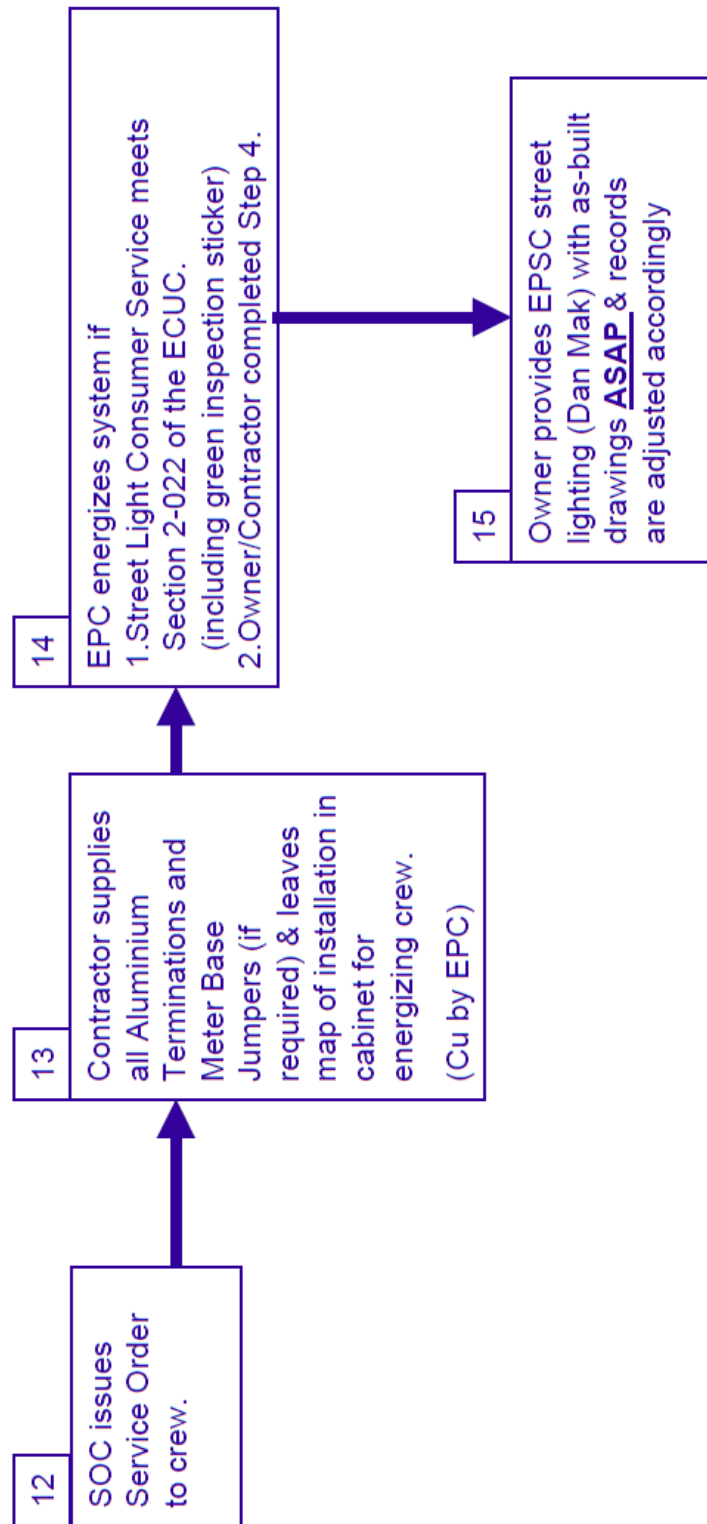 12
SOC issues
Service Order
to crew.
13
Contractor supplies
all Aluminium
Terminations and
Meter Base
Jumpers (if
required) & leaves
map of installation in
cabinet for
energizing crew.
(Cu by EPC)
14
EPC energizes system if
1.Street Light Consumer Service meets
Section 2-022 of the ECUC.
(including green inspection sticker)
2.Owner/Contractor completed Step 4.
15
Owner provides EPSC street
lighting (Dan Mak) with as-built
drawings ASAP & records
are adjusted accordingly